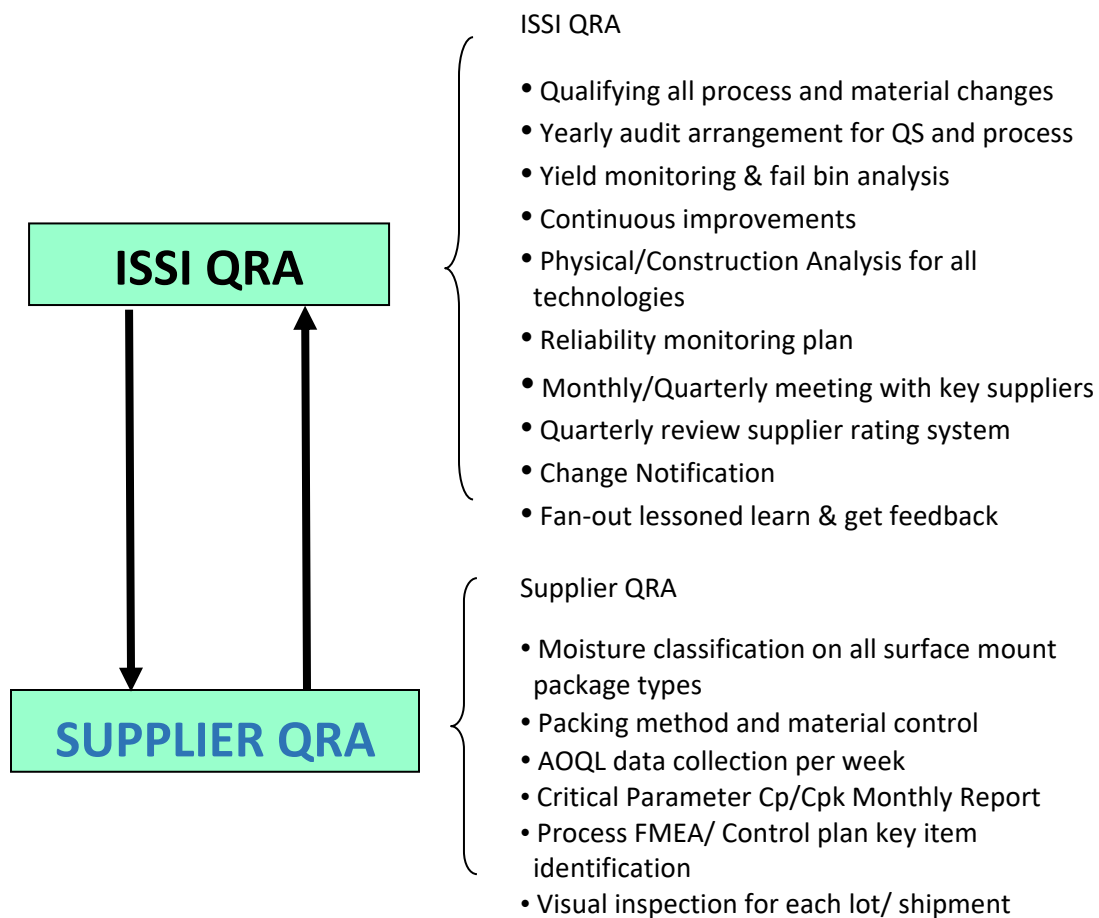 ISSI QRA
• Qualifying all process and material changes
• Yearly audit arrangement for QS and process
• Yield monitoring & fail bin analysis
• Continuous improvements
• Physical/Construction Analysis for all
technologies
• Reliability monitoring plan
• Monthly/Quarterly meeting with key suppliers
• Quarterly review supplier rating system
• Change Notification
• Fan-out lessoned learn & get feedback
ISSI QRA
Supplier QRA
• Moisture classification on all surface mount
package types
• Packing method and material control
• AOQL data collection per week
• Critical Parameter Cp/Cpk Monthly Report
• Process FMEA/ Control plan key item
identification
• Visual inspection for each lot/ shipment
SUPPLIER QRA